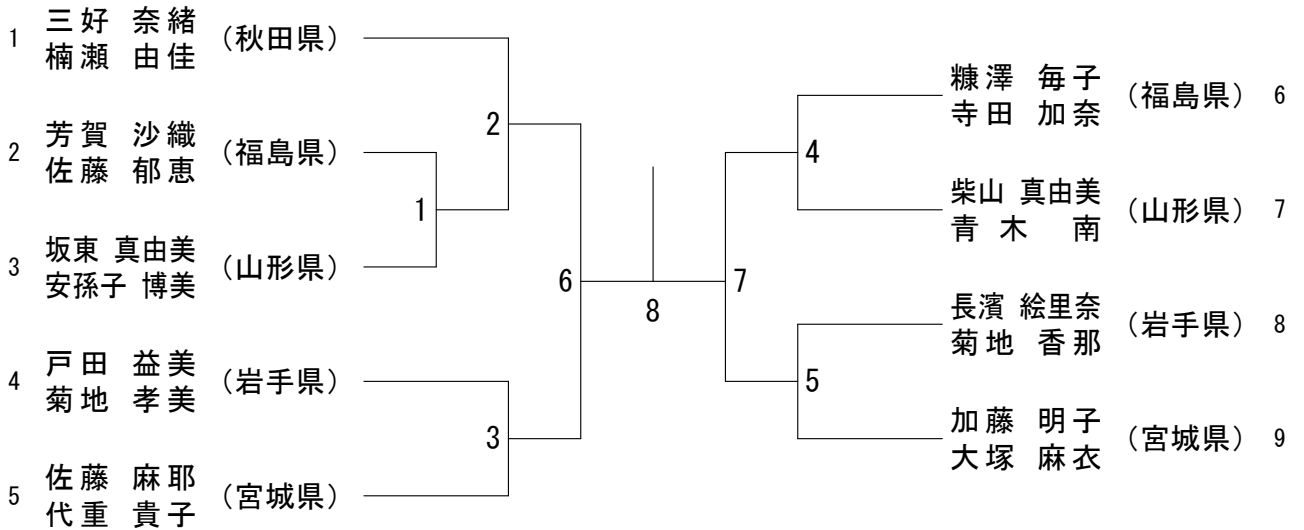 1 三好 奈緒 (秋田県)
楠瀬 由佳
2 芳賀 沙織 (福島県)
佐藤 郁恵
3 坂東 真由美 (山形県)
安孫子 博美
4 戸田 益美 (岩手県)
菊地 孝美
5 佐藤 麻耶 (宮城県)
代重 貴子
1
2
3
6
8
7
4
5
糠澤 毎子 (福島県) 6
寺田 加奈
柴山 真由美 (山形県) 7
青木 南
長濱 絵里奈 (岩手県) 8
菊地 香那
加藤 明子 (宮城県) 9
大塚 麻衣